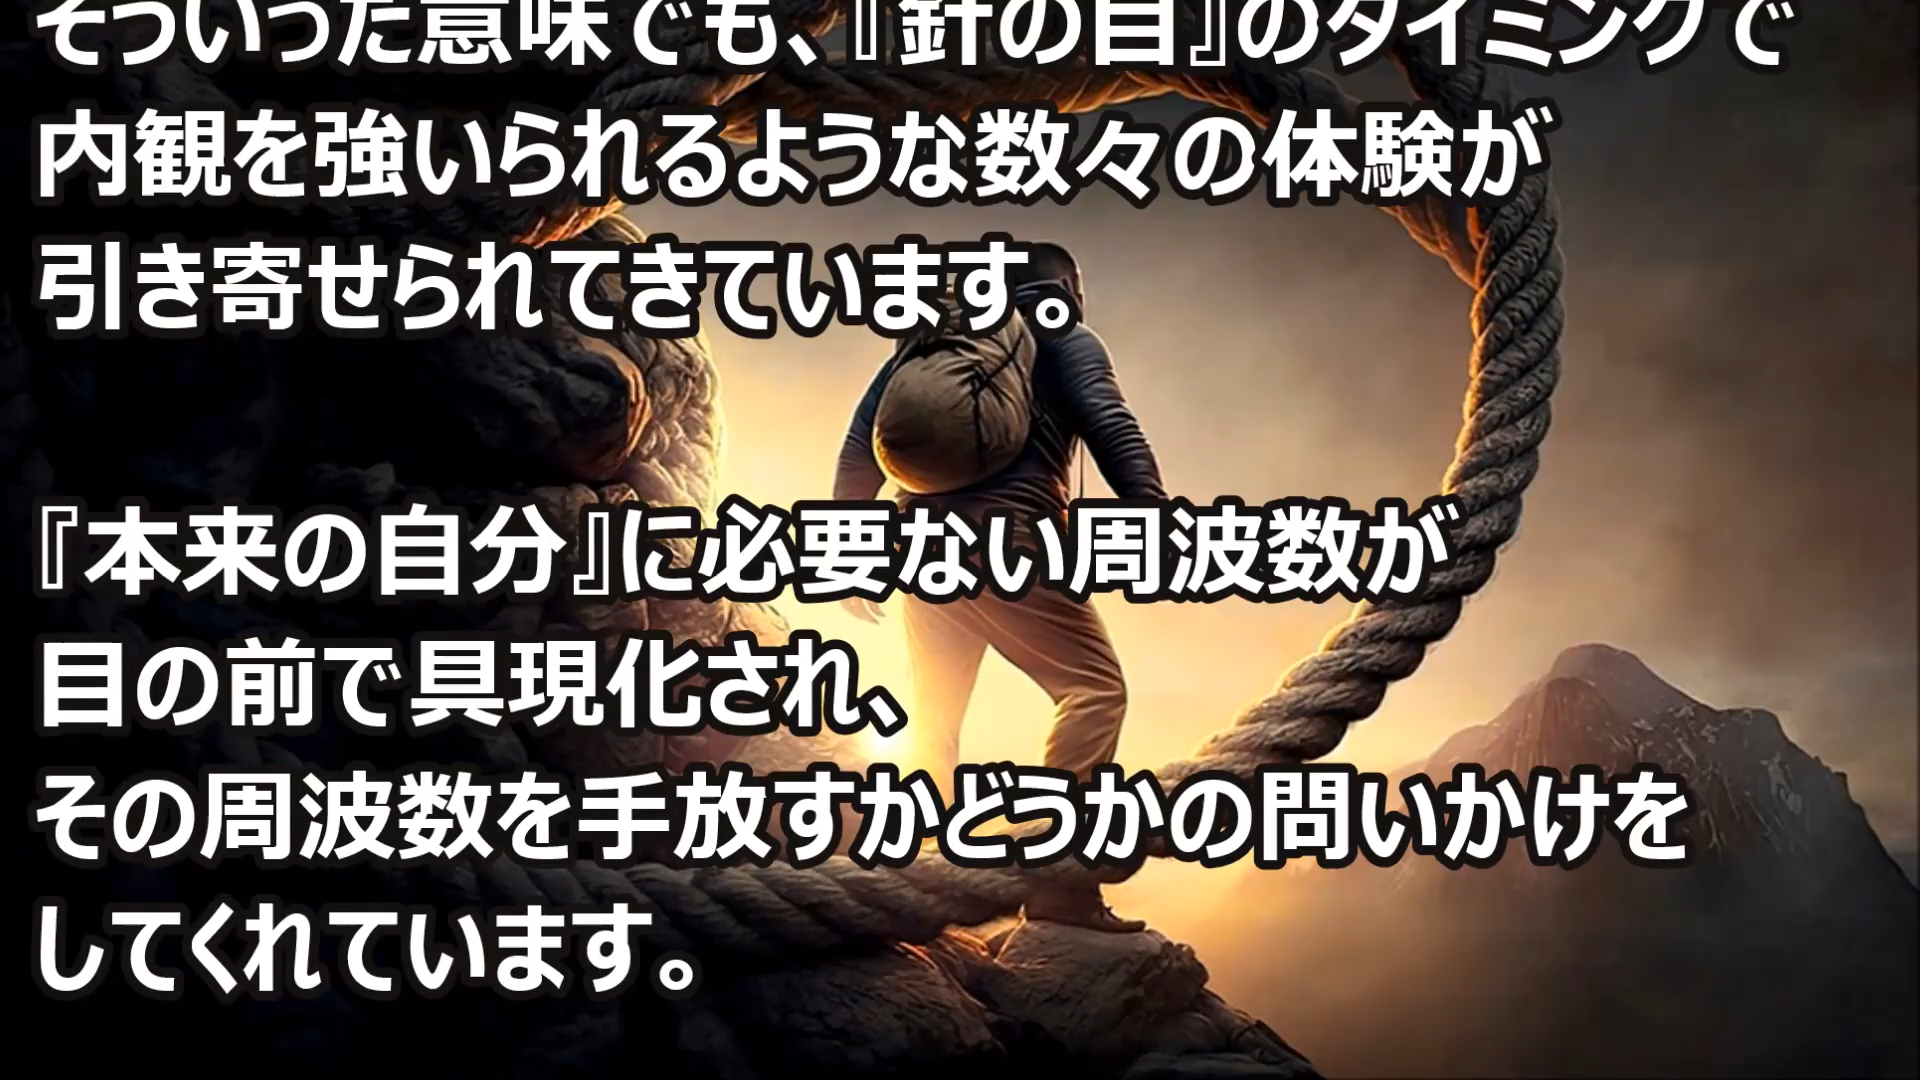 そういった意味でも、『針の目』のタイミングで
内観を強いられるような数々の体験が
引き寄せられてきています。
『本来の自分』に必要ない周波数が
目の前で具現化され、
その周波数を手放すかどうかの問いかけを
してくれています。